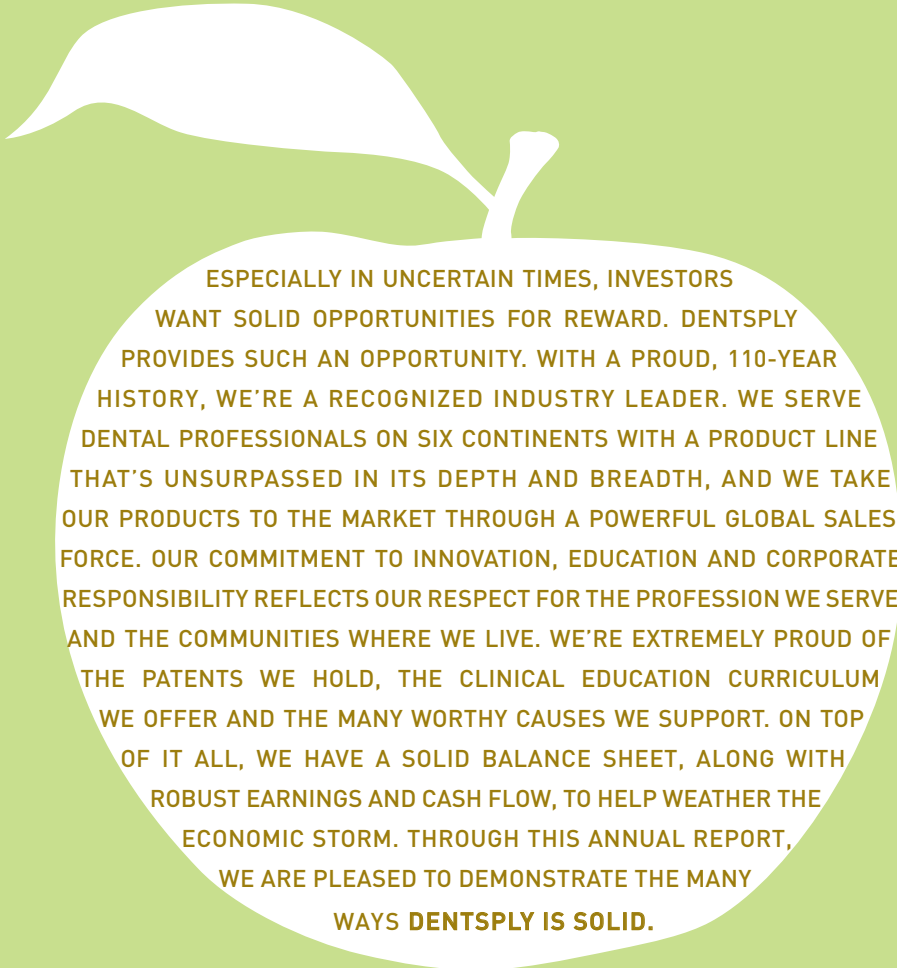 ESPECIALLY IN UNCERTAIN TIMES, INVESTORS
WANT SOLID OPPORTUNITIES FOR REWARD. DENTSPLY
PROVIDES SUCH AN OPPORTUNITY. WITH A PROUD, 110-YEAR
HISTORY, WE'RE A RECOGNIZED INDUSTRY LEADER. WE SERVE
DENTAL PROFESSIONALS ON SIX CONTINENTS WITH A PRODUCT LINE
THAT'S UNSURPASSED IN ITS DEPTH AND BREADTH, AND WE TAKE
OUR PRODUCTS TO THE MARKET THROUGH A POWERFUL GLOBAL SALES
FORCE. OUR COMMITMENT TO INNOVATION, EDUCATION AND CORPORATE
RESPONSIBILITY REFLECTS OUR RESPECT FOR THE PROFESSION WE SERVE
AND THE COMMUNITIES WHERE WE LIVE. WE'RE EXTREMELY PROUD OF
THE PATENTS WE HOLD, THE CLINICAL EDUCATION CURRICULUM
WE OFFER AND THE MANY WORTHY CAUSES WE SUPPORT. ON TOP
OF IT ALL, WE HAVE A SOLID BALANCE SHEET, ALONG WITH
ROBUST EARNINGS AND CASH FLOW, TO HELP WEATHER THE
ECONOMIC STORM. THROUGH THIS ANNUAL REPORT,
WE ARE PLEASED TO DEMONSTRATE THE MANY
WAYS DENTSPLY IS SOLID.